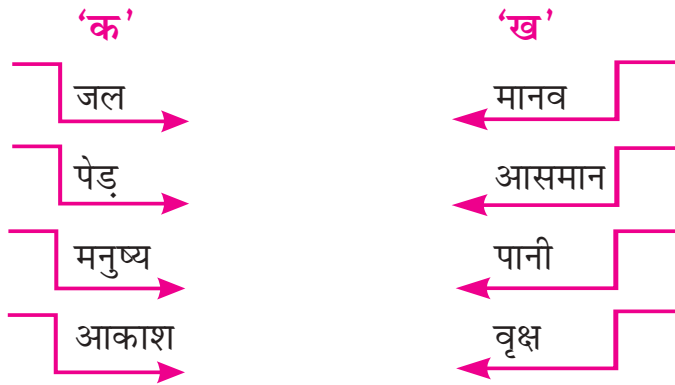 ‘क’ ‘ख’
जल मानव
पेड़ आसमान
मनुष्य पानी
आकाश वृक्ष